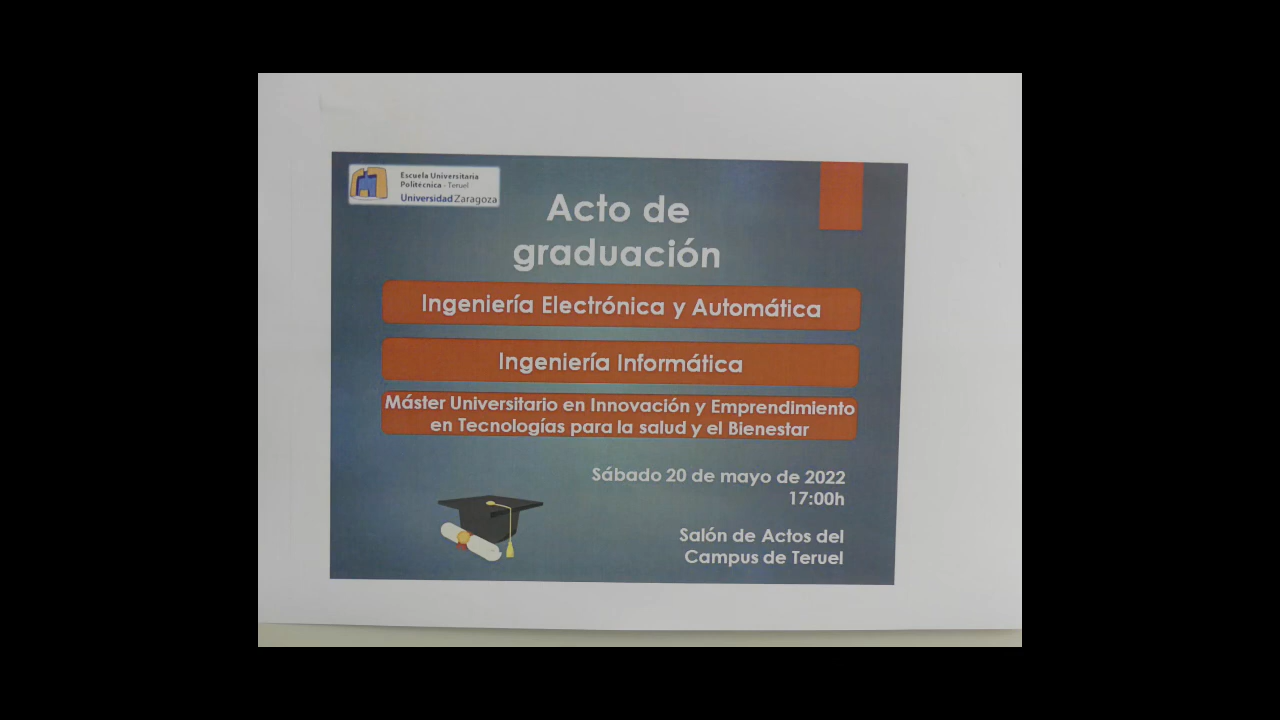 Escuela Universitaria
Politécnica - Teruel
Universidad Zaragoza
Acto de
graduación
Ingeniería Electrónica y Automática
Ingeniería Informática
Máster Universitario en Innovación y Emprendimiento
en Tecnologías para la salud y el Bienestar
Sábado 20 de mayo de 2022
17:00h
Salón de Actos del
Campus de Teruel